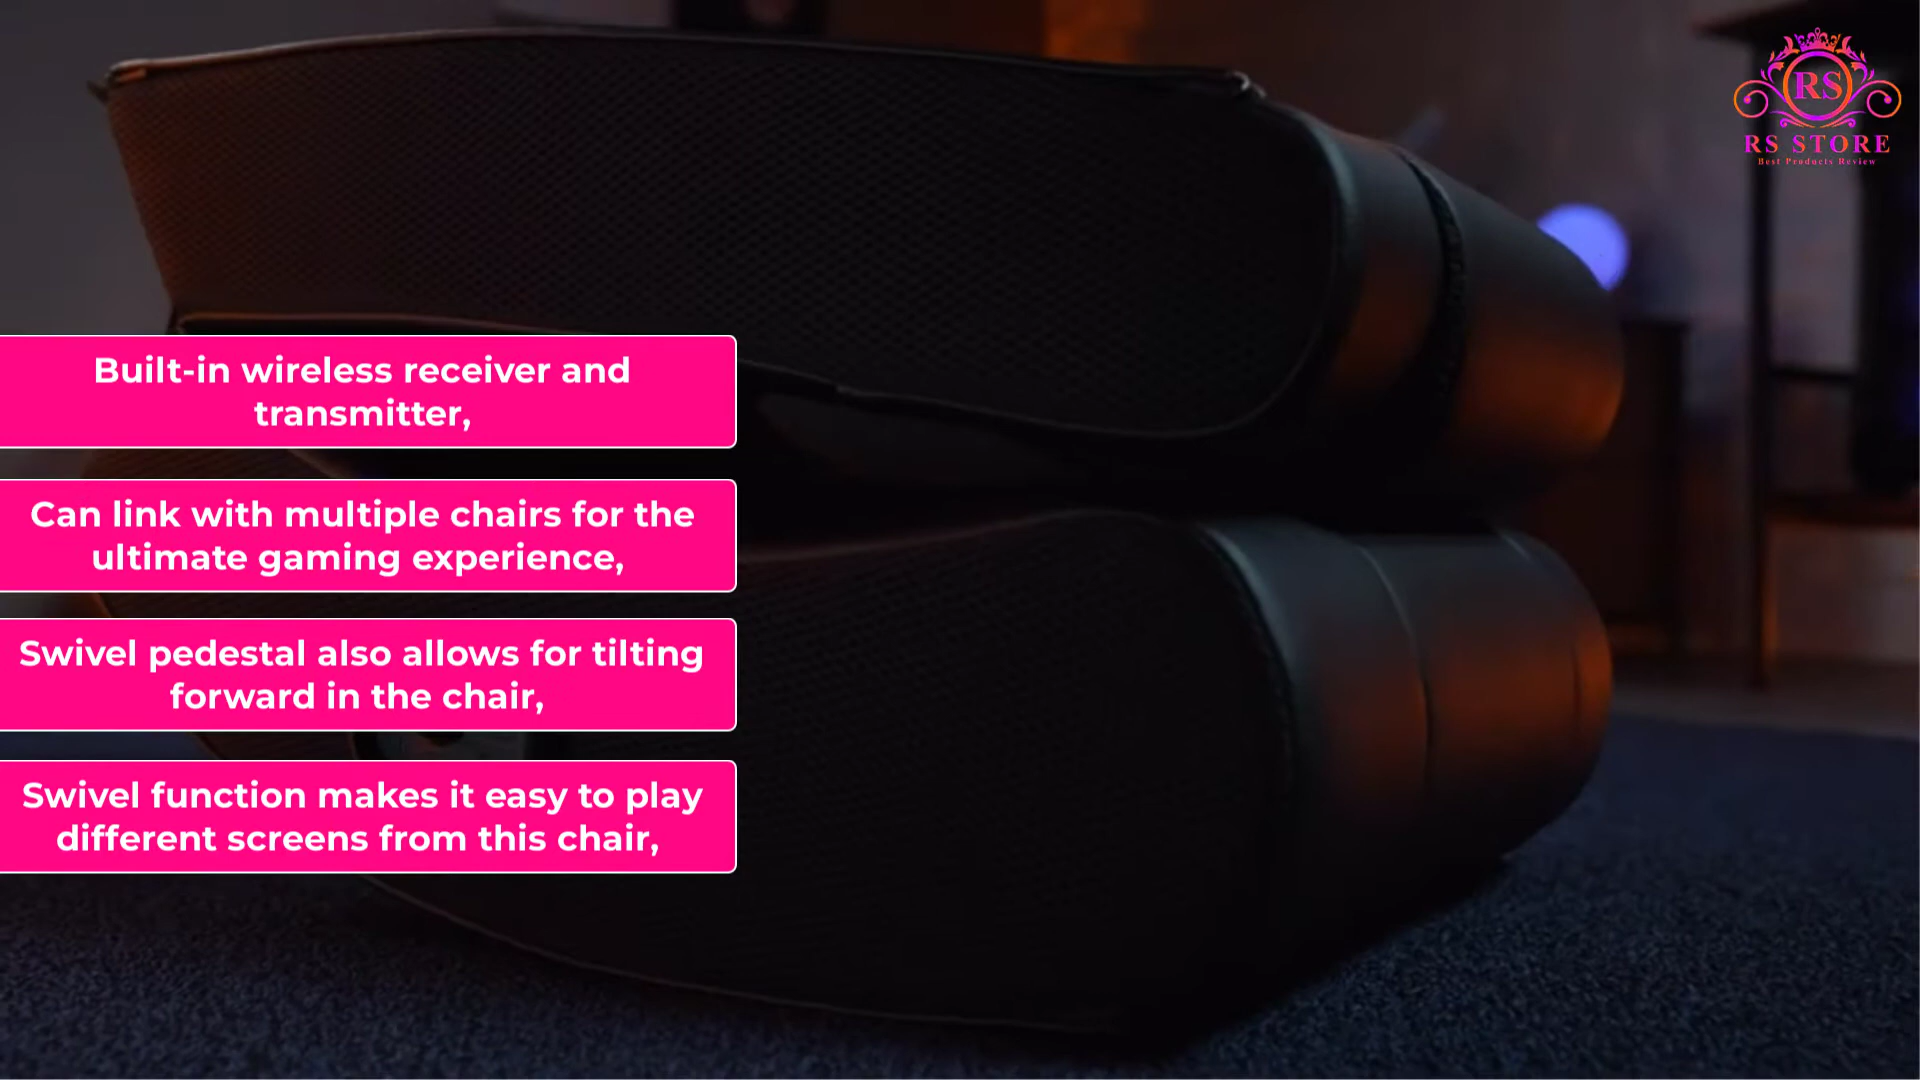 RS
RS STORE
Best Products Review
Built-in wireless receiver and
transmitter,
Can link with multiple chairs for the
ultimate gaming experience,
Swivel pedestal also allows for tilting
forward in the chair,
Swivel function makes it easy to play
different screens from this chair,